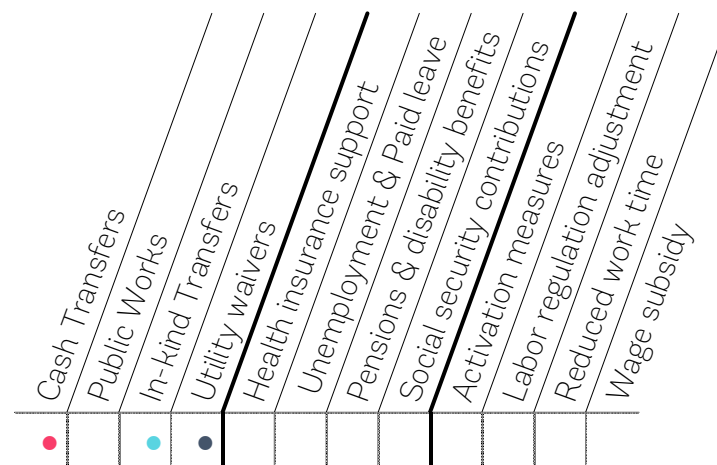 Cash Transfers
Public Works
In-kind Transfers
Utility waivers
Health insurance support
Unemployment & Paid leave
Pensions & disability benefits
Social security contributions
Activation measures
Labor regulation adjustment
Reduced work time
Wage subsidy